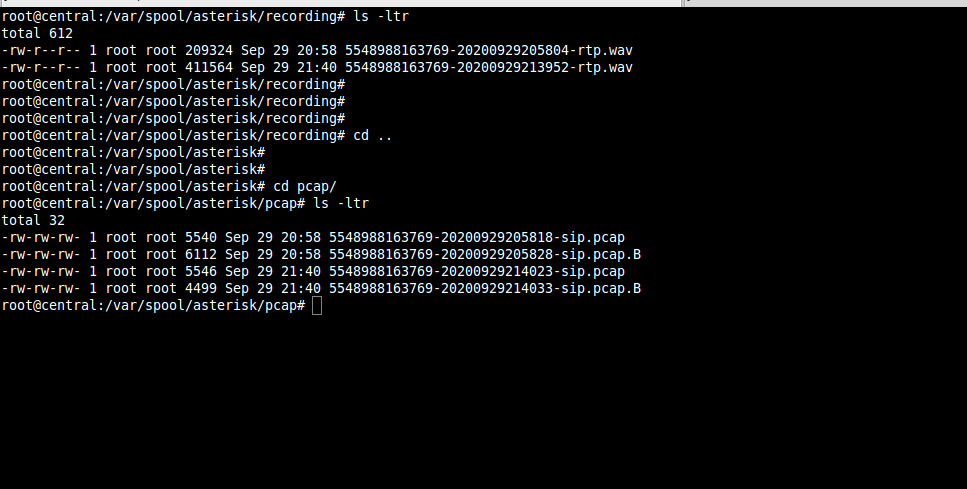 root@central:/var/spool/asterisk/recording# ls -ltr
total 612
-rw-r--r-- 1 root root 209324 Sep 29 20:58 5548988163769-20200929205804-rtp.wav
-rw-r--r-- 1 root root 411564 Sep 29 21:40 5548988163769-20200929213952-rtp.wav
root@central:/var/spool/asterisk/recording#
root@central:/var/spool/asterisk/recording#
root@central:/var/spool/asterisk/recording#
root@central:/var/spool/asterisk/recording# cd ..
root@central:/var/spool/asterisk#
root@central:/var/spool/asterisk#
root@central:/var/spool/asterisk# cd pcap/
root@central:/var/spool/asterisk/pcap# ls -ltr
total 32
-rw-rw-rw- 1 root root 5540 Sep 29 20:58 5548988163769-20200929205818-sip.pcap
-rw-rw-rw- 1 root root 6112 Sep 29 20:58 5548988163769-20200929205828-sip.pcap.B
-rw-rw-rw- 1 root root 5546 Sep 29 21:40 5548988163769-20200929214023-sip.pcap
-rw-rw-rw- 1 root root 4499 Sep 29 21:40 5548988163769-20200929214033-sip.pcap.B
root@central:/var/spool/asterisk/pcap#